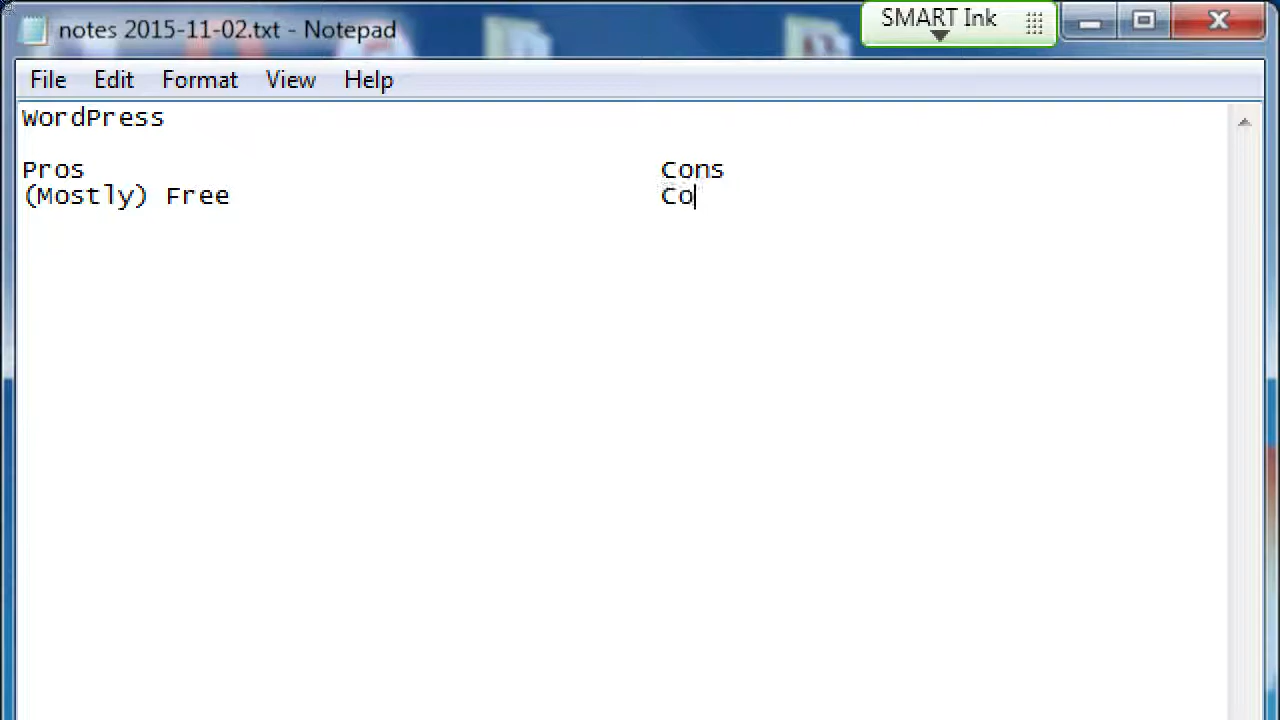 notes 2015-11-02.txt - Notepad
SMART Ink
File Edit Format View Help
WordPress
Pros Cons
(Mostly) Free Co